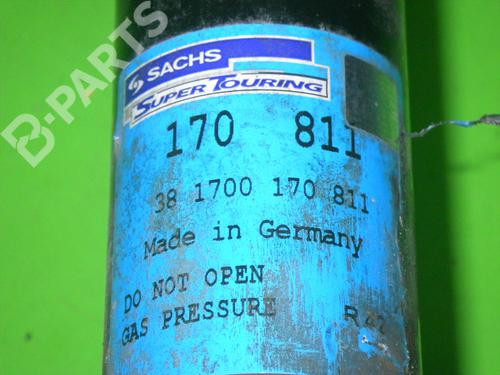 B-PARTS
SACHS
SUPER TOURING
170 811
38 1700 170 811
Made in Germany
DO NOT OPEN
GAS PRESSURE